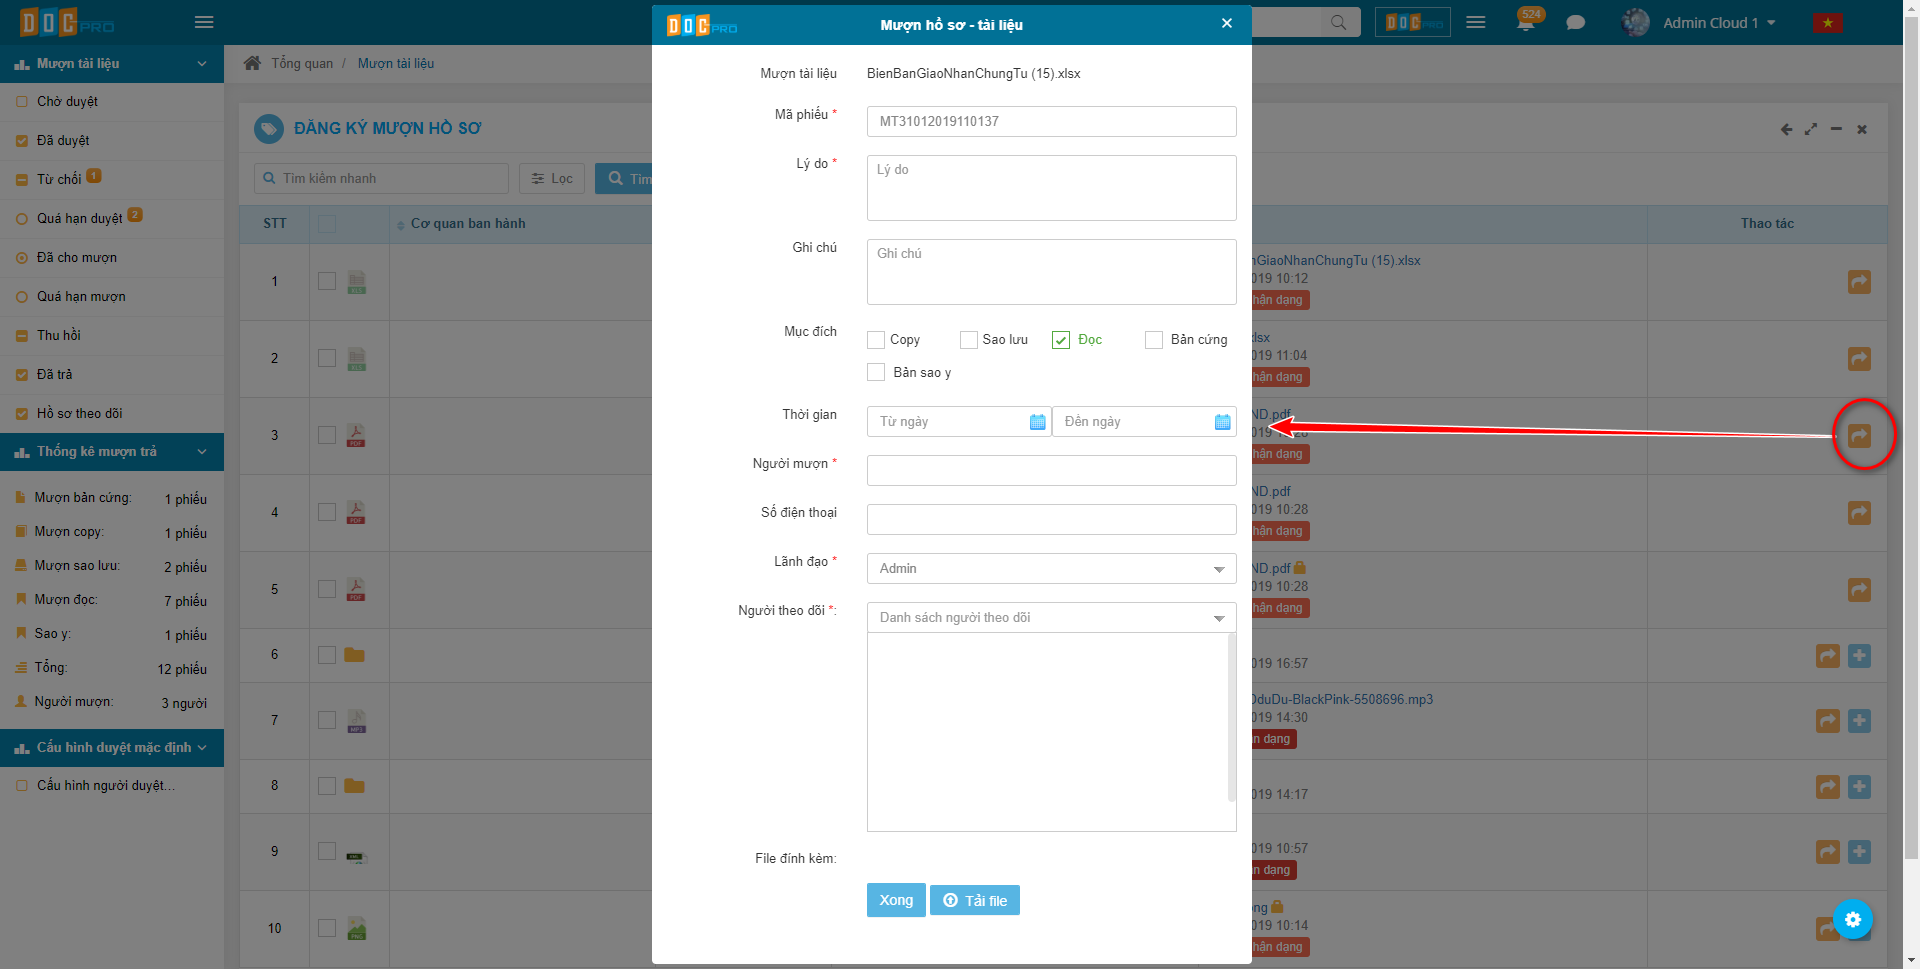 DOC PRO
DOC PRO
Mượn hồ sơ - tài liệu
DOC PRO
524
Admin Cloud 1
Mượn tài liệu
Chờ duyệt
Đã duyệt
Từ chối 1
Quá hạn duyệt 2
Đã cho mượn
Quá hạn mượn
Thu hồi
Đã trả
Hồ sơ theo dõi
Thống kê mượn trả
Mượn bản cứng: 1 phiếu
Mượn copy: 1 phiếu
Mượn sao lưu: 2 phiếu
Mượn đọc: 7 phiếu
Sao y: 1 phiếu
Tổng: 12 phiếu
Người mượn: 3 người
Cấu hình duyệt mặc định
Cấu hình người duyệt...
Tổng quan / Mượn tài liệu
ĐĂNG KÝ MƯỢN HỒ SƠ
Tìm kiếm nhanh
Lọc
Tìm
STT
Cơ quan ban hành
Thao tác
1
nGiaoNhanChungTu (15).xlsx
019 10:12
hận dạng
2
xlsx
019 11:04
hận dạng
3
ND.pdf
hận dạng
4
ND.pdf
019 10:28
hận dạng
5
ND.pdf
019 10:28
hận dạng
6
019 16:57
7
DduDu-BlackPink-5508696.mp3
019 14:30
n dạng
8
019 14:17
9
019 10:57
n dạng
10
ong
019 10:14
hận dạng
Mượn tài liệu
BienBanGiaoNhanChungTu (15).xlsx
Mã phiếu *
MT31012019110137
Lý do *
Lý do
Ghi chú
Ghi chú
Mục đích
Copy
Sao lưu
Đọc
Bản cứng
Bản sao y
Thời gian
Từ ngày
Đến ngày
Người mượn *
Số điện thoại
Lãnh đạo *
Admin
Người theo dõi *:
Danh sách người theo dõi
File đính kèm:
Xong
Tải file